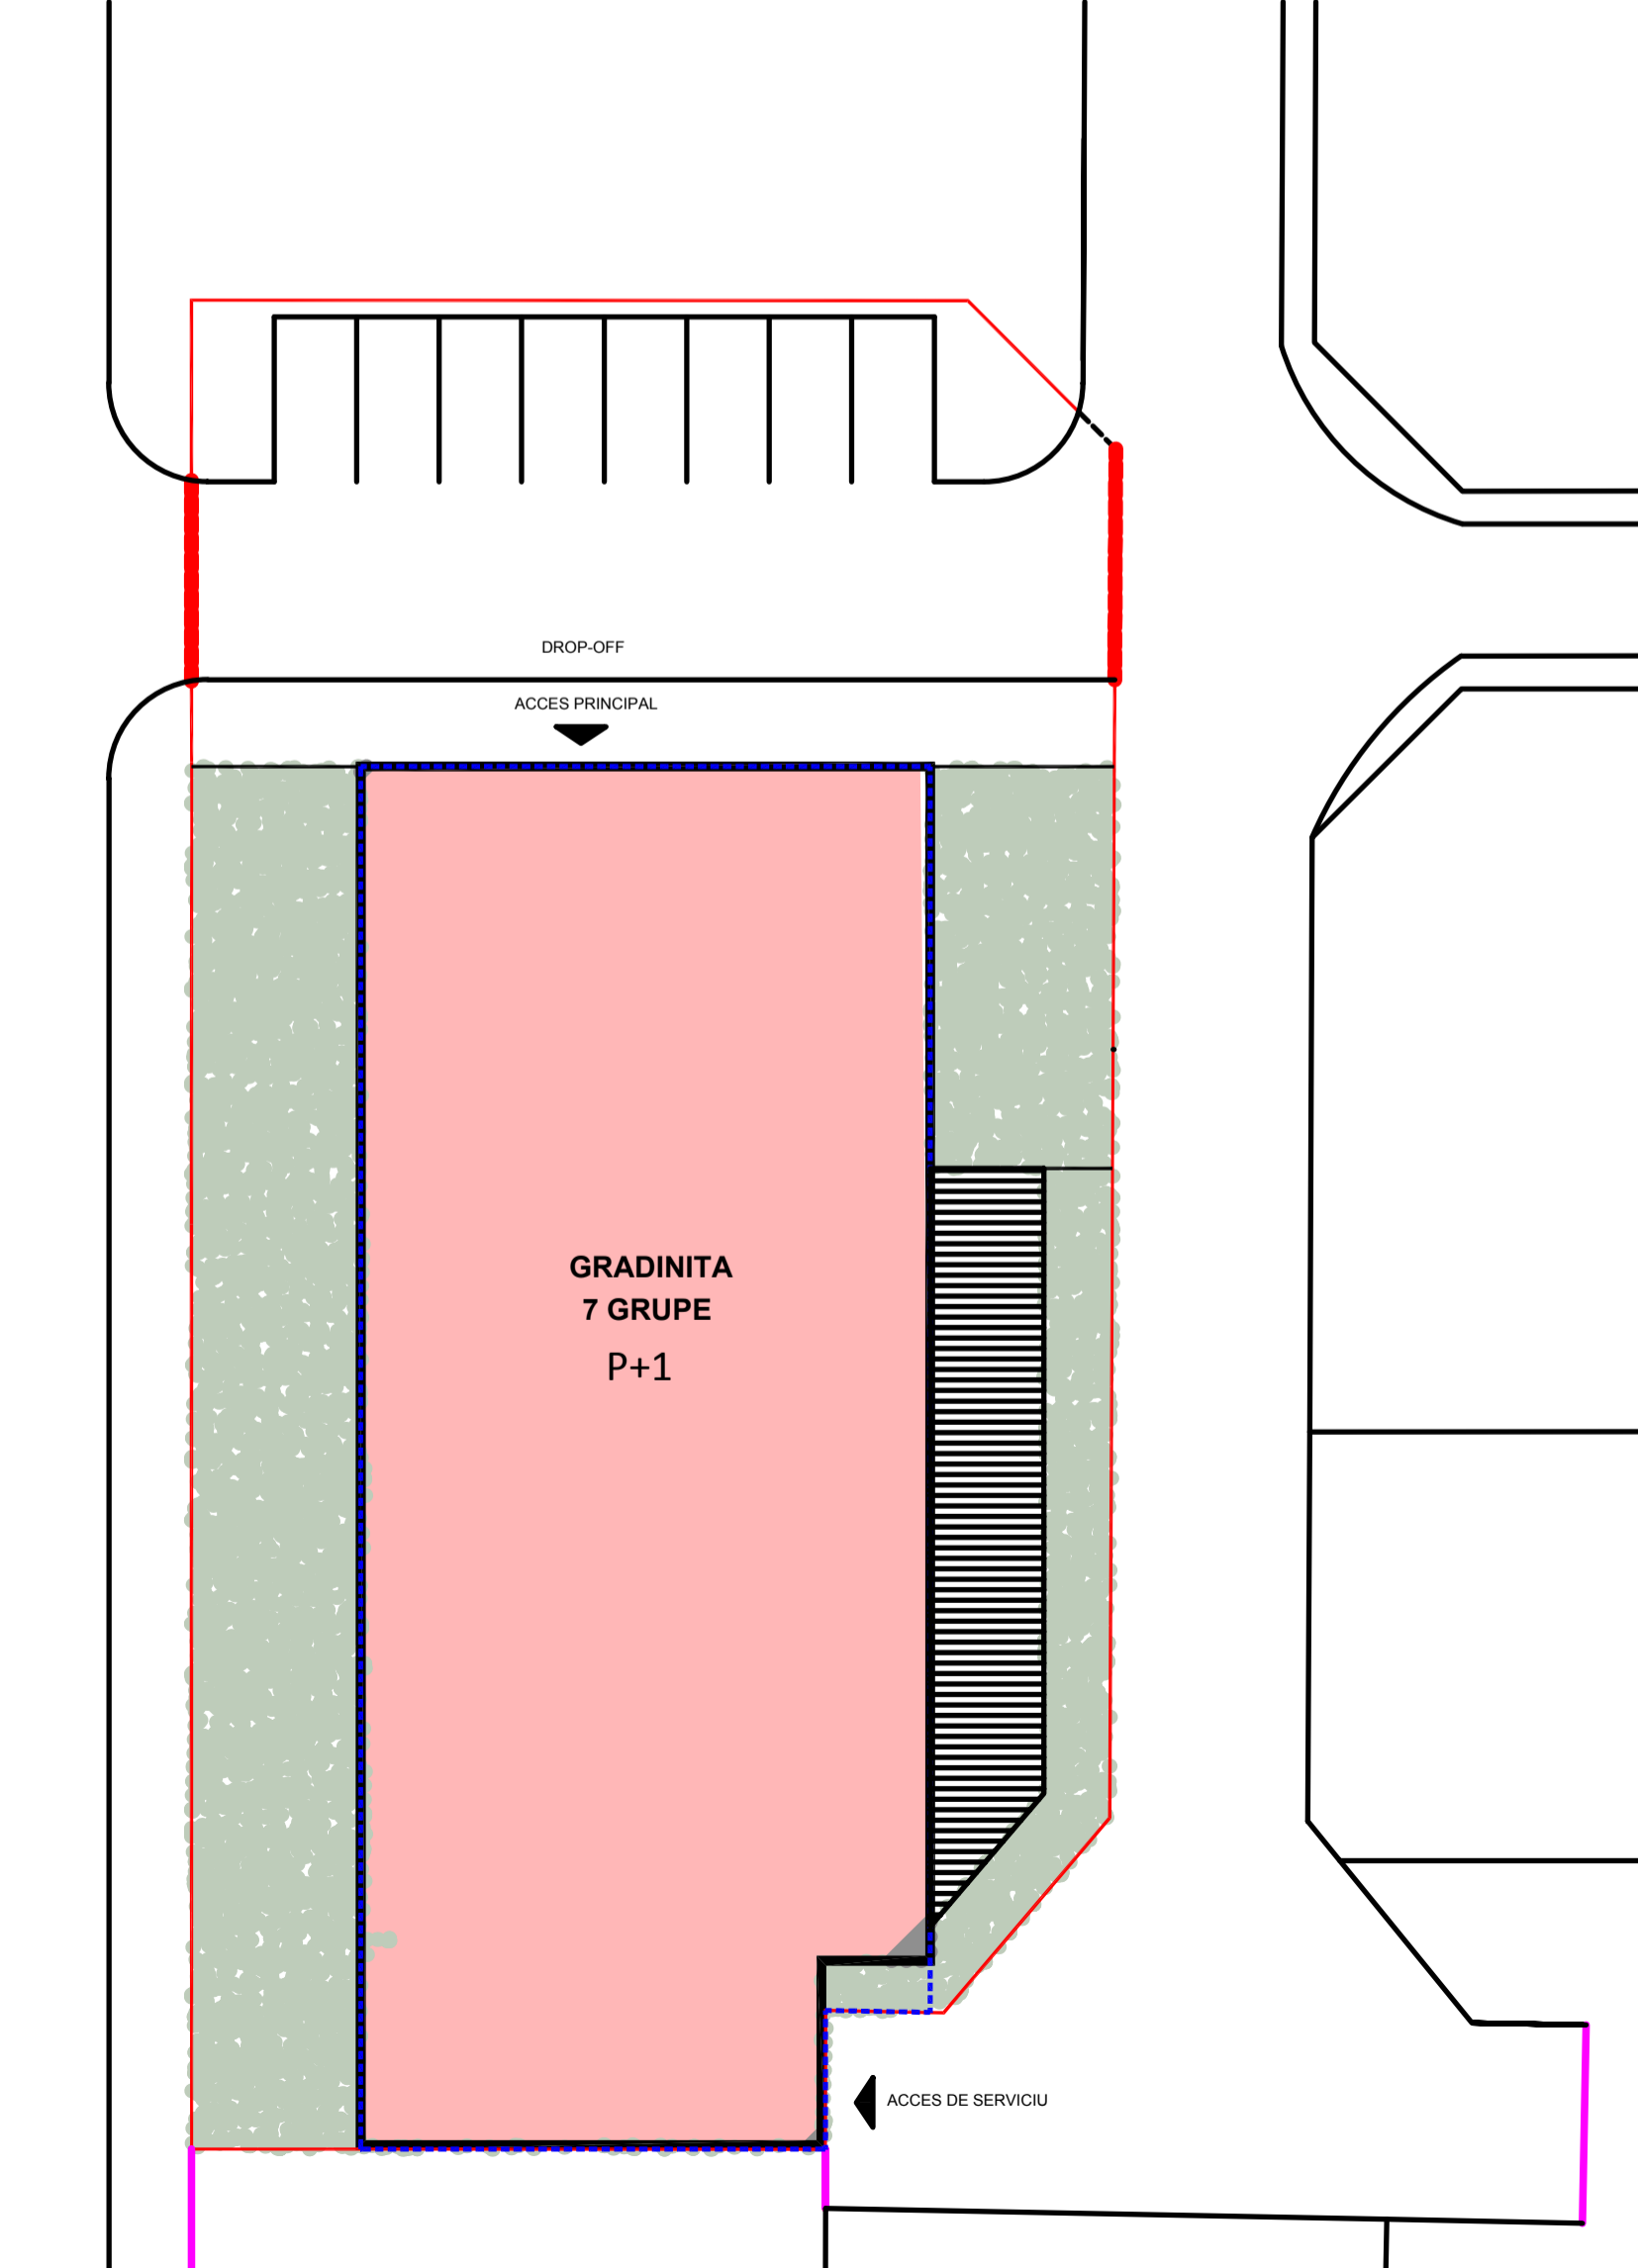 DROP-OFF
ACCES PRINCIPAL
GRADINITA
7 GRUPE
P+1
ACCES DE SERVICIU